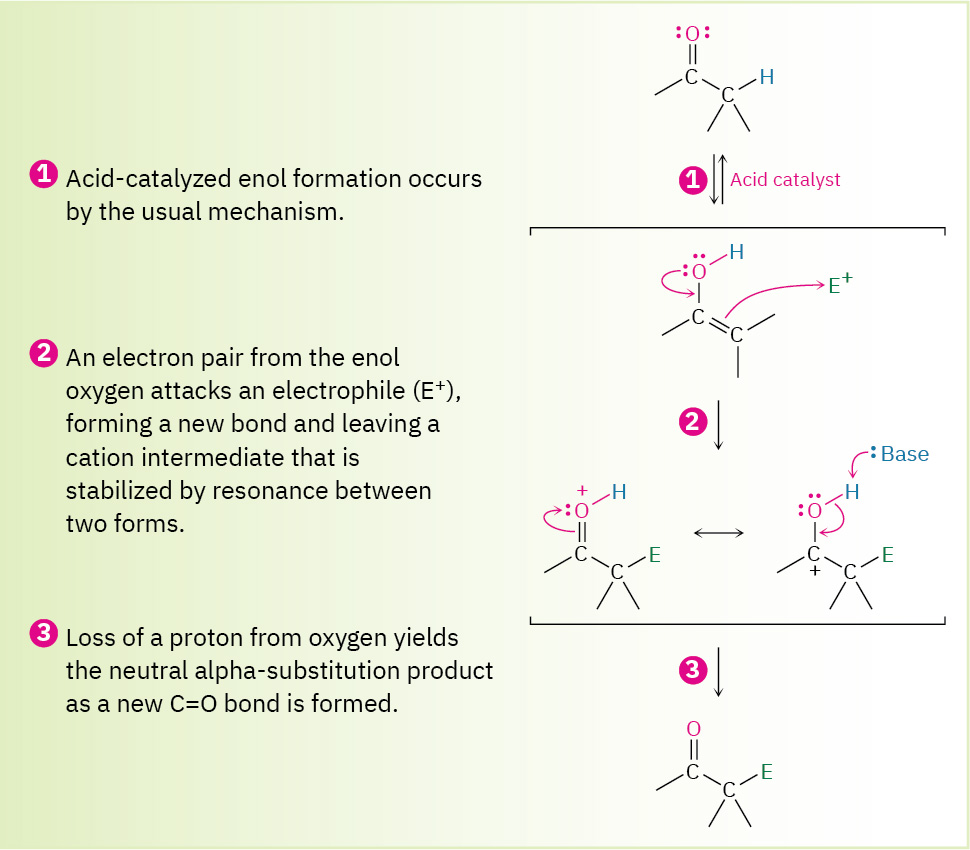 :O:
C
H
C
1 Acid-catalyzed enol formation occurs
by the usual mechanism.
1 Acid catalyst
:O
H
E+
C
C
2 An electron pair from the enol
oxygen attacks an electrophile (E+),
forming a new bond and leaving a
cation intermediate that is
stabilized by resonance between
two forms.
2
:Base
+
:O
H
C
E
C
:O
H
C
+
E
C
3 Loss of a proton from oxygen yields
the neutral alpha-substitution product
as a new C=O bond is formed.
3
O
C
E
C